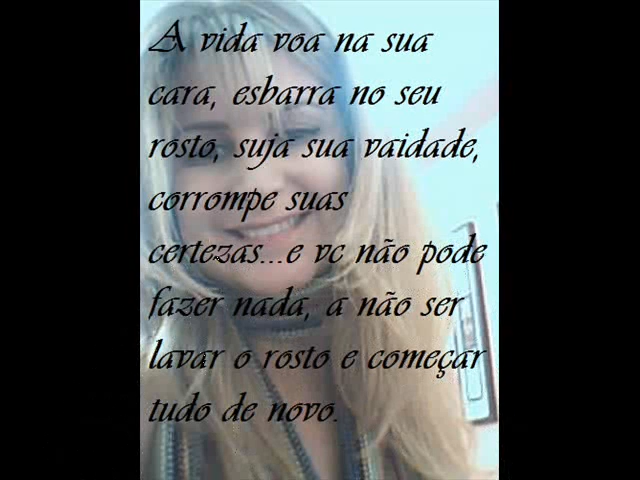 A vida voa na sua
cara, esbarra no seu
rosto, suja sua vaidade,
corrompe suas
certezas...e vc não pode
fazer nada, a não ser
lavar o rosto e começar
tudo de novo.